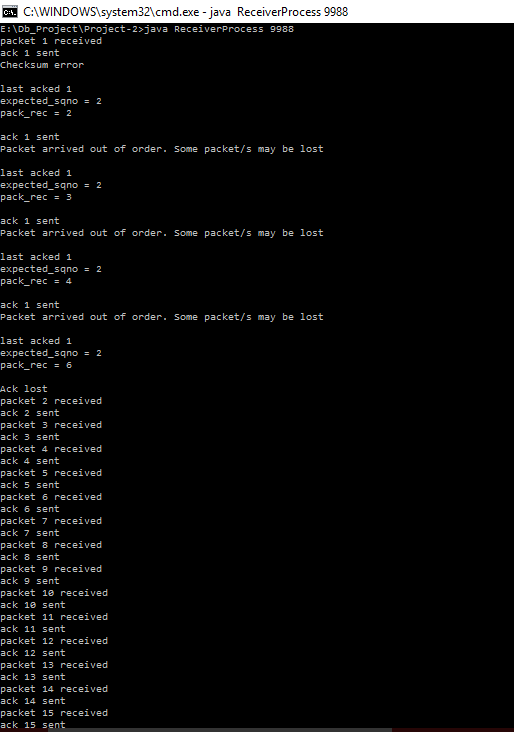 C:\WINDOWS\system32\cmd.exe - java ReceiverProcess 9988
E:\Db_Project\Project-2>java ReceiverProcess 9988
packet 1 received
ack 1 sent
Checksum error
last acked 1
expected_sqno = 2
pack_rec = 2
ack 1 sent
Packet arrived out of order. Some packet/s may be lost
last acked 1
expected_sqno = 2
pack_rec = 3
ack 1 sent
Packet arrived out of order. Some packet/s may be lost
last acked 1
expected_sqno = 2
pack_rec = 4
ack 1 sent
Packet arrived out of order. Some packet/s may be lost
last acked 1
expected_sqno = 2
pack_rec = 6
Ack lost
packet 2 received
ack 2 sent
packet 3 received
ack 3 sent
packet 4 received
ack 4 sent
packet 5 received
ack 5 sent
packet 6 received
ack 6 sent
packet 7 received
ack 7 sent
packet 8 received
ack 8 sent
packet 9 received
ack 9 sent
packet 10 received
ack 10 sent
packet 11 received
ack 11 sent
packet 12 received
ack 12 sent
packet 13 received
ack 13 sent
packet 14 received
ack 14 sent
packet 15 received
ack 15 sent